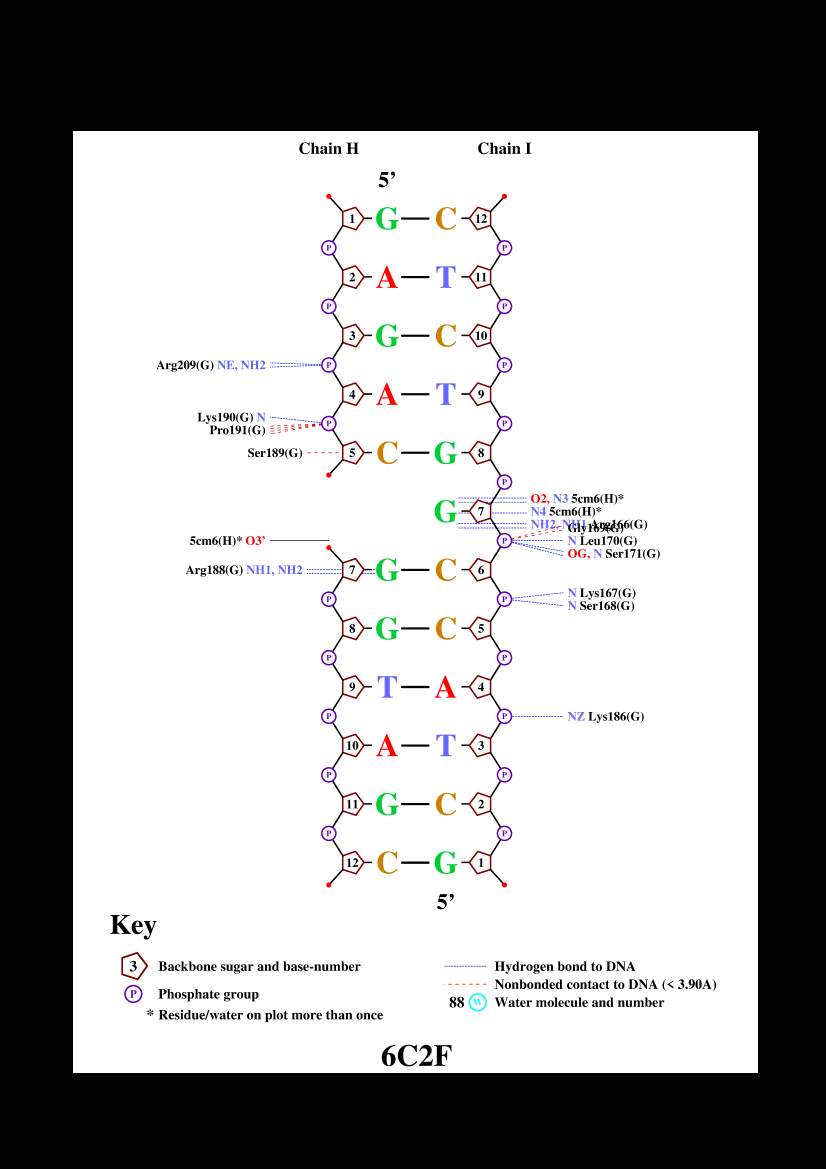 Chain H Chain I
5’
1 G C 12
P P
2 A T 11
P P
3 G C 10
Arg209(G) NE, NH2 P P
4 A T 9
Lys190(G) N P P
Pro191(G)
Ser189(G) 5 C G 8
P
O2, N3 5cm6(H)*
G 7 N4 5cm6(H)*
NH2, NH1 Arg166(G)
Gly169(G)
5cm6(H)* O3’ P N Leu170(G)
OG, N Ser171(G)
Arg188(G) NH1, NH2 7 G C 6
P P N Lys167(G)
N Ser168(G)
8 G C 5
P P
9 T A 4
P P NZ Lys186(G)
10 A T 3
P P
11 G C 2
P P
12 C G 1
5’
Key
3 Backbone sugar and base-number
P Phosphate group
* Residue/water on plot more than once
Hydrogen bond to DNA
Nonbonded contact to DNA (< 3.90A)
88 W Water molecule and number
6C2F